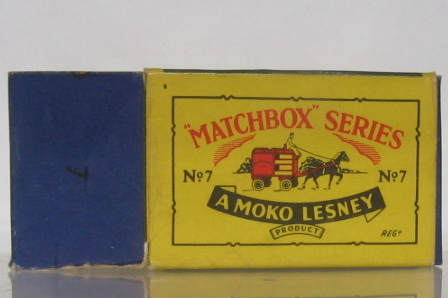 7
"MATCHBOX" SERIES
Nº7 Nº7
A MOKO LESNEY
PRODUCT
REGD